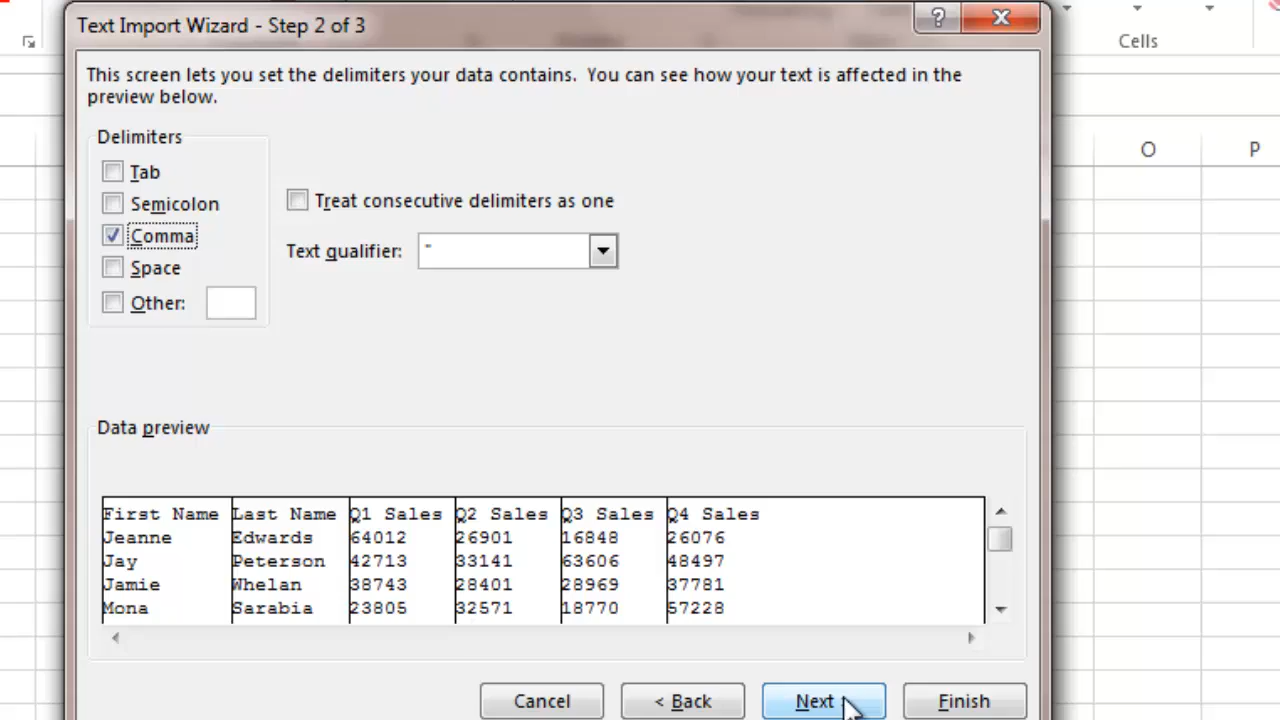 Text Import Wizard - Step 2 of 3
?
Cells
This screen lets you set the delimiters your data contains.  You can see how your text is affected in the
preview below.
Delimiters
Tab
Semicolon
Comma
Space
Other:
Treat consecutive delimiters as one
Text qualifier: "
O P
Data preview
First Name Last Name Q1 Sales Q2 Sales Q3 Sales Q4 Sales
Jeanne Edwards 64012 26901 16848 26076
Jay Peterson 42713 33141 63606 48497
Jamie Whelan 38743 28401 28969 37781
Mona Sarabia 23805 32571 18770 57228
Cancel < Back Next Finish